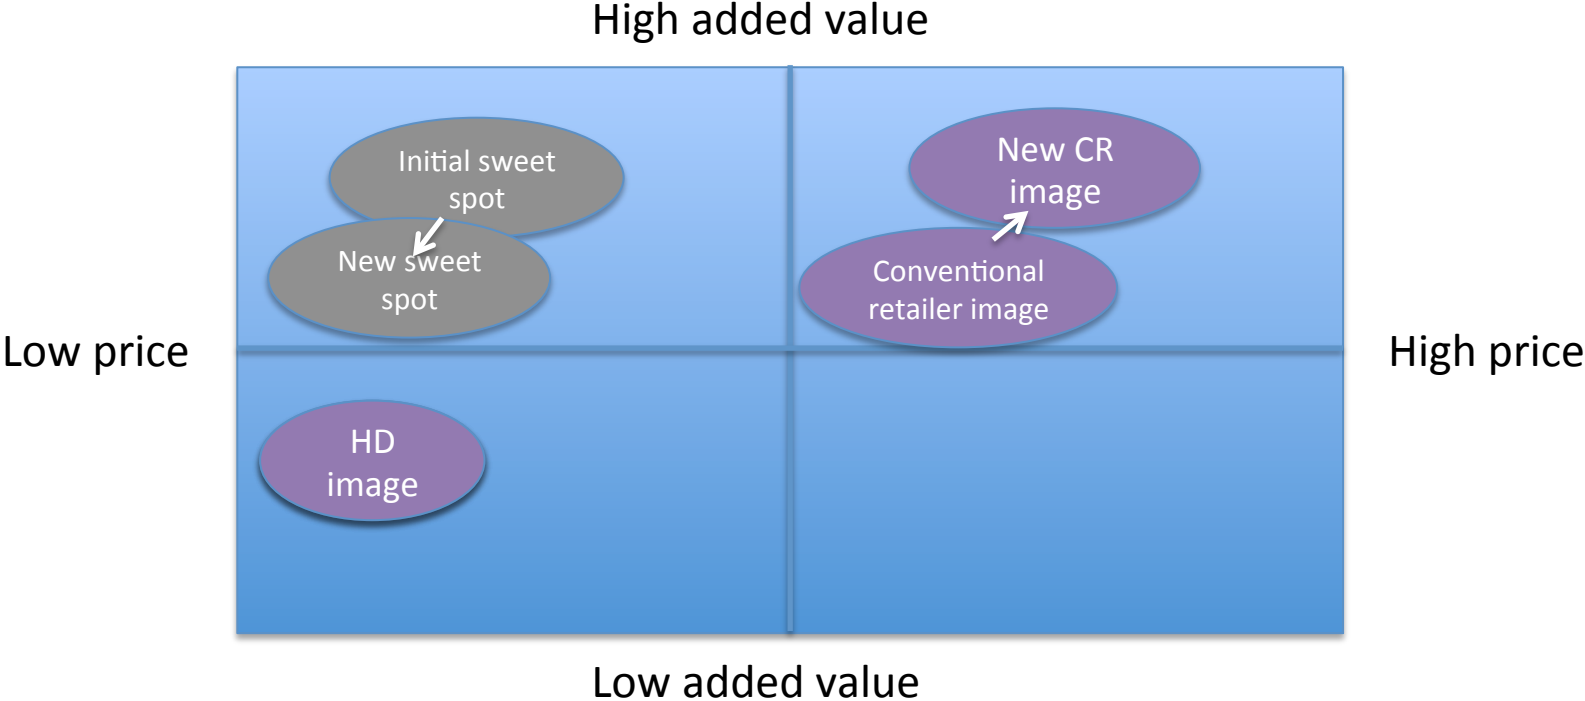 High added value
Initial sweet
spot
New CR
image
New sweet
spot
Conventional
retailer image
Low price
High price
HD
image
Low added value